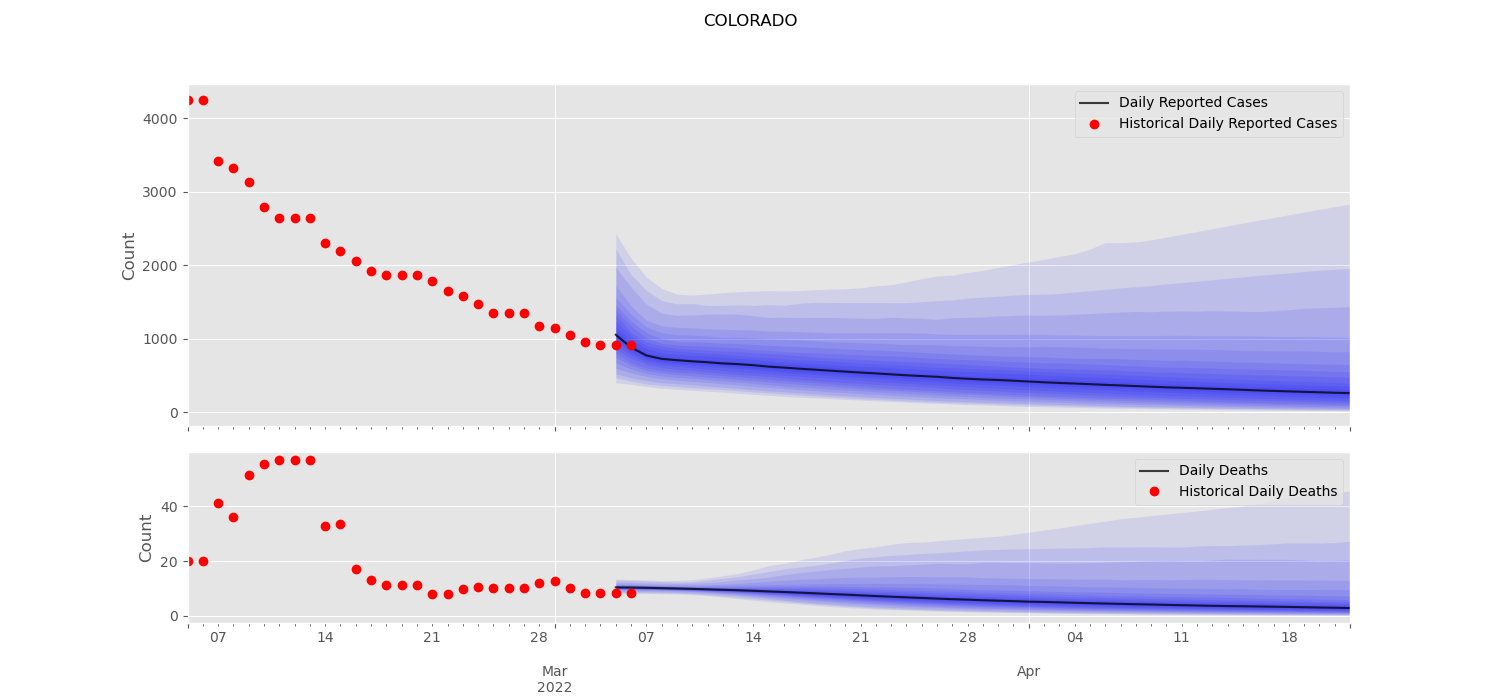 COLORADO
Daily Reported Cases
Historical Daily Reported Cases
4000
3000
2000
1000
0
Count
Daily Deaths
Historical Daily Deaths
40
20
0
Count
07 14 21 28 07 14 21 28 04 11 18
Mar Apr
2022